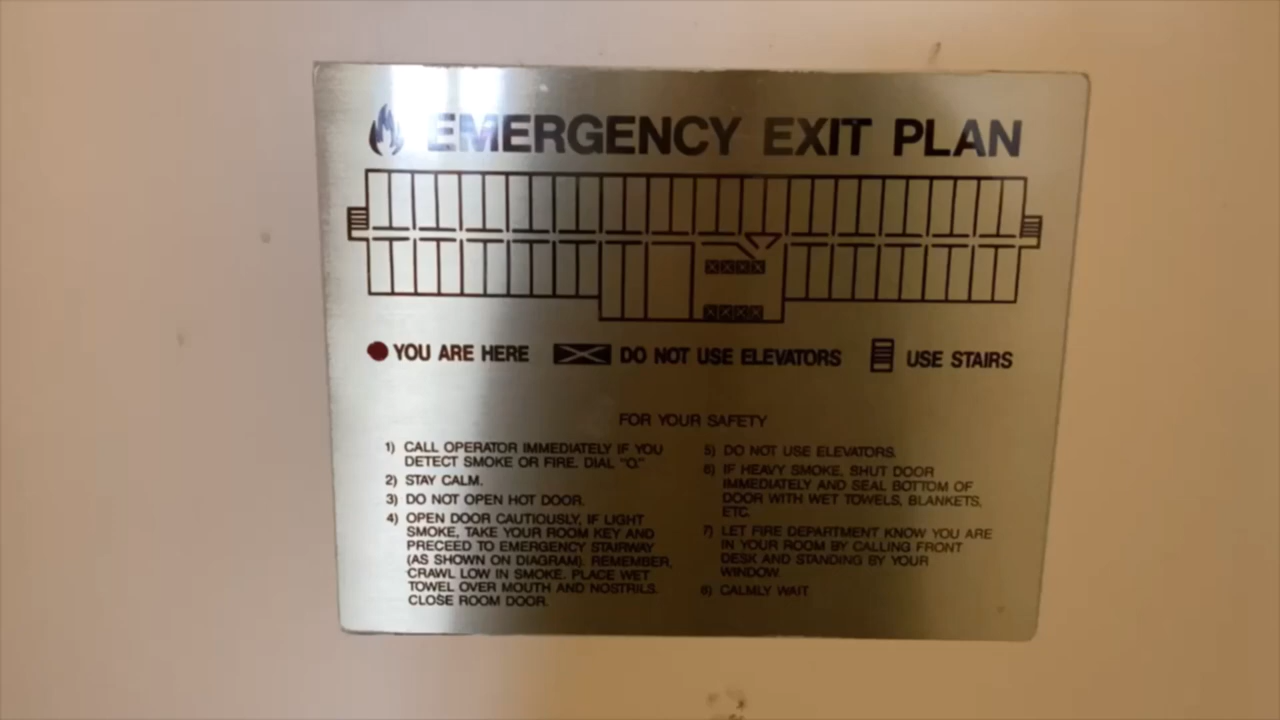 EMERGENCY EXIT PLAN
YOU ARE HERE
DO NOT USE ELEVATORS
USE STAIRS
FOR YOUR SAFETY
1) CALL OPERATOR IMMEDIATELY IF YOU
DETECT SMOKE OR FIRE. DIAL "O."
2) STAY CALM.
3) DO NOT OPEN HOT DOOR.
4) OPEN DOOR CAUTIOUSLY, IF LIGHT
SMOKE, TAKE YOUR ROOM KEY AND
PRECEED TO EMERGENCY STAIRWAY
(AS SHOWN ON DIAGRAM). REMEMBER,
CRAWL LOW IN SMOKE. PLACE WET
TOWEL OVER MOUTH AND NOSTRILS.
CLOSE ROOM DOOR.
5) DO NOT USE ELEVATORS.
6) IF HEAVY SMOKE, SHUT DOOR
IMMEDIATELY AND SEAL BOTTOM OF
DOOR WITH WET TOWELS, BLANKETS,
ETC.
7) LET FIRE DEPARTMENT KNOW YOU ARE
IN YOUR ROOM BY CALLING FRONT
DESK AND STANDING BY YOUR
WINDOW.
8) CALMLY WAIT.